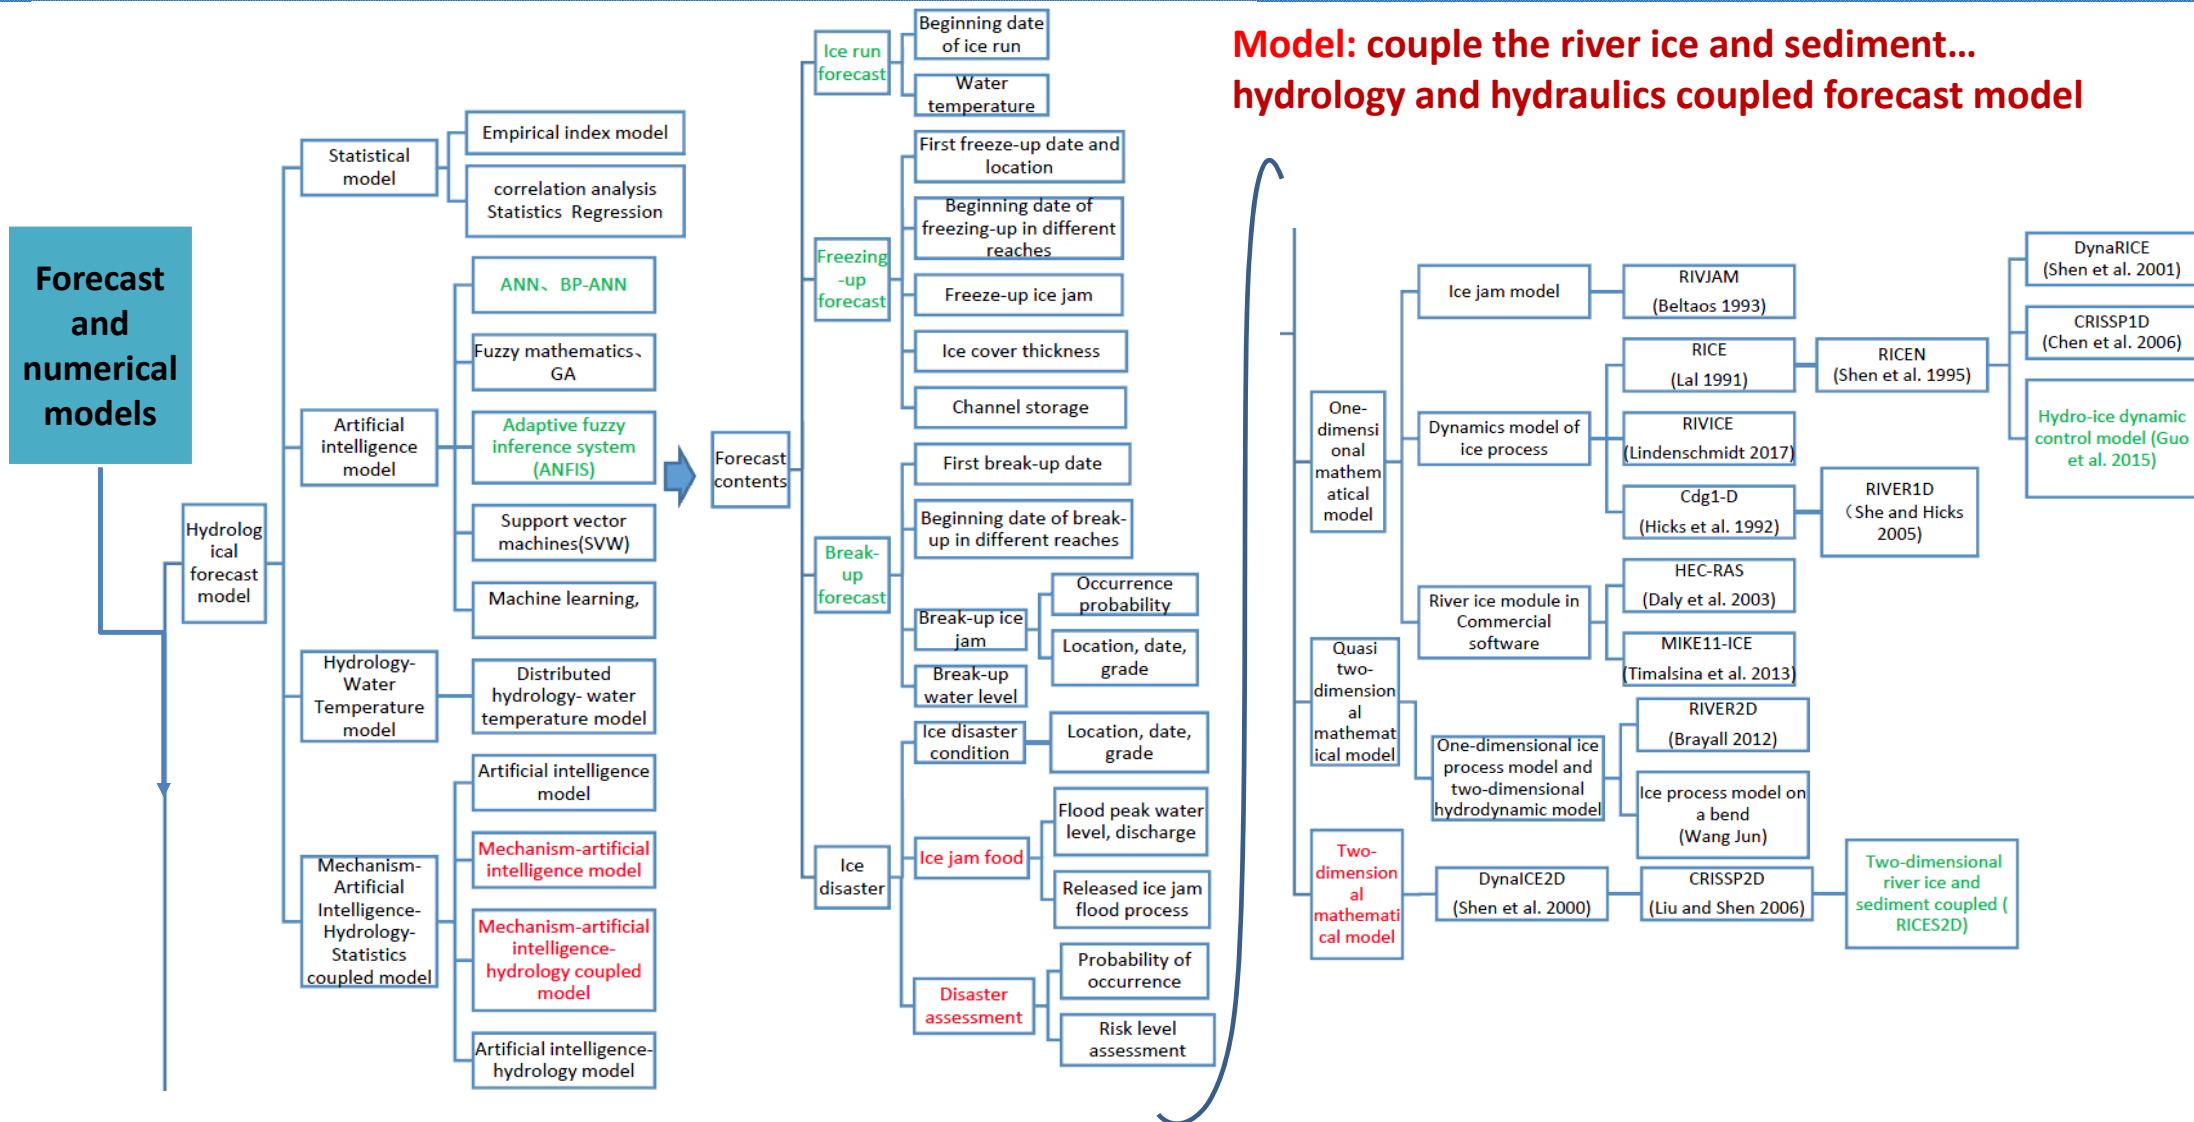 Model: couple the river ice and sediment...
hydrology and hydraulics coupled forecast model
Forecast
and
numerical
models
Hydrolog
ical
forecast
model
Statistical
model
Empirical index model
correlation analysis
Statistics Regression
Artificial
intelligence
model
ANN、BP-ANN
Fuzzy mathematics、
GA
Adaptive fuzzy
inference system
(ANFIS)
Support vector
machines(SVW)
Machine learning,
Hydrology-
Water
Temperature
model
Distributed
hydrology- water
temperature model
Mechanism-
Artificial
Intelligence-
Hydrology-
Statistics
coupled model
Artificial intelligence
model
Mechanism-artificial
intelligence model
Mechanism-artificial
intelligence-
hydrology coupled
model
Artificial intelligence-
hydrology model
Forecast
contents
Ice run
forecast
Beginning date
of ice run
Water
temperature
Freezing
-up
forecast
First freeze-up date and
location
Beginning date of
freezing-up in different
reaches
Freeze-up ice jam
Ice cover thickness
Channel storage
Break-
up
forecast
First break-up date
Beginning date of break-
up in different reaches
Break-up ice
jam
Occurrence
probability
Location, date,
grade
Break-up
water level
Ice
disaster
Ice disaster
condition
Location, date,
grade
Ice jam food
Flood peak water
level, discharge
Released ice jam
flood process
Disaster
assessment
Probability of
occurrence
Risk level
assessment
One-
dimensi
onal
mathem
atical
model
Ice jam model
RIVJAM
(Beltaos 1993)
Dynamics model of
ice process
RICE
(Lal 1991)
RICEN
(Shen et al. 1995)
DynaRICE
(Shen et al. 2001)
CRISSP1D
(Chen et al. 2006)
Hydro-ice dynamic
control model (Guo
et al. 2015)
RIVICE
(Lindenschmidt 2017)
Cdg1-D
(Hicks et al. 1992)
RIVER1D
（She and Hicks
2005)
River ice module in
Commercial
software
HEC-RAS
(Daly et al. 2003)
MIKE11-ICE
(Timalsina et al. 2013)
Quasi
two-
dimension
al
mathemat
ical model
One-dimensional ice
process model and
two-dimensional
hydrodynamic model
RIVER2D
(Brayall 2012)
Ice process model on
a bend
(Wang Jun)
Two-
dimension
al
mathemati
cal model
DynaICE2D
(Shen et al. 2000)
CRISSP2D
(Liu and Shen 2006)
Two-dimensional
river ice and
sediment coupled (
RICES2D)